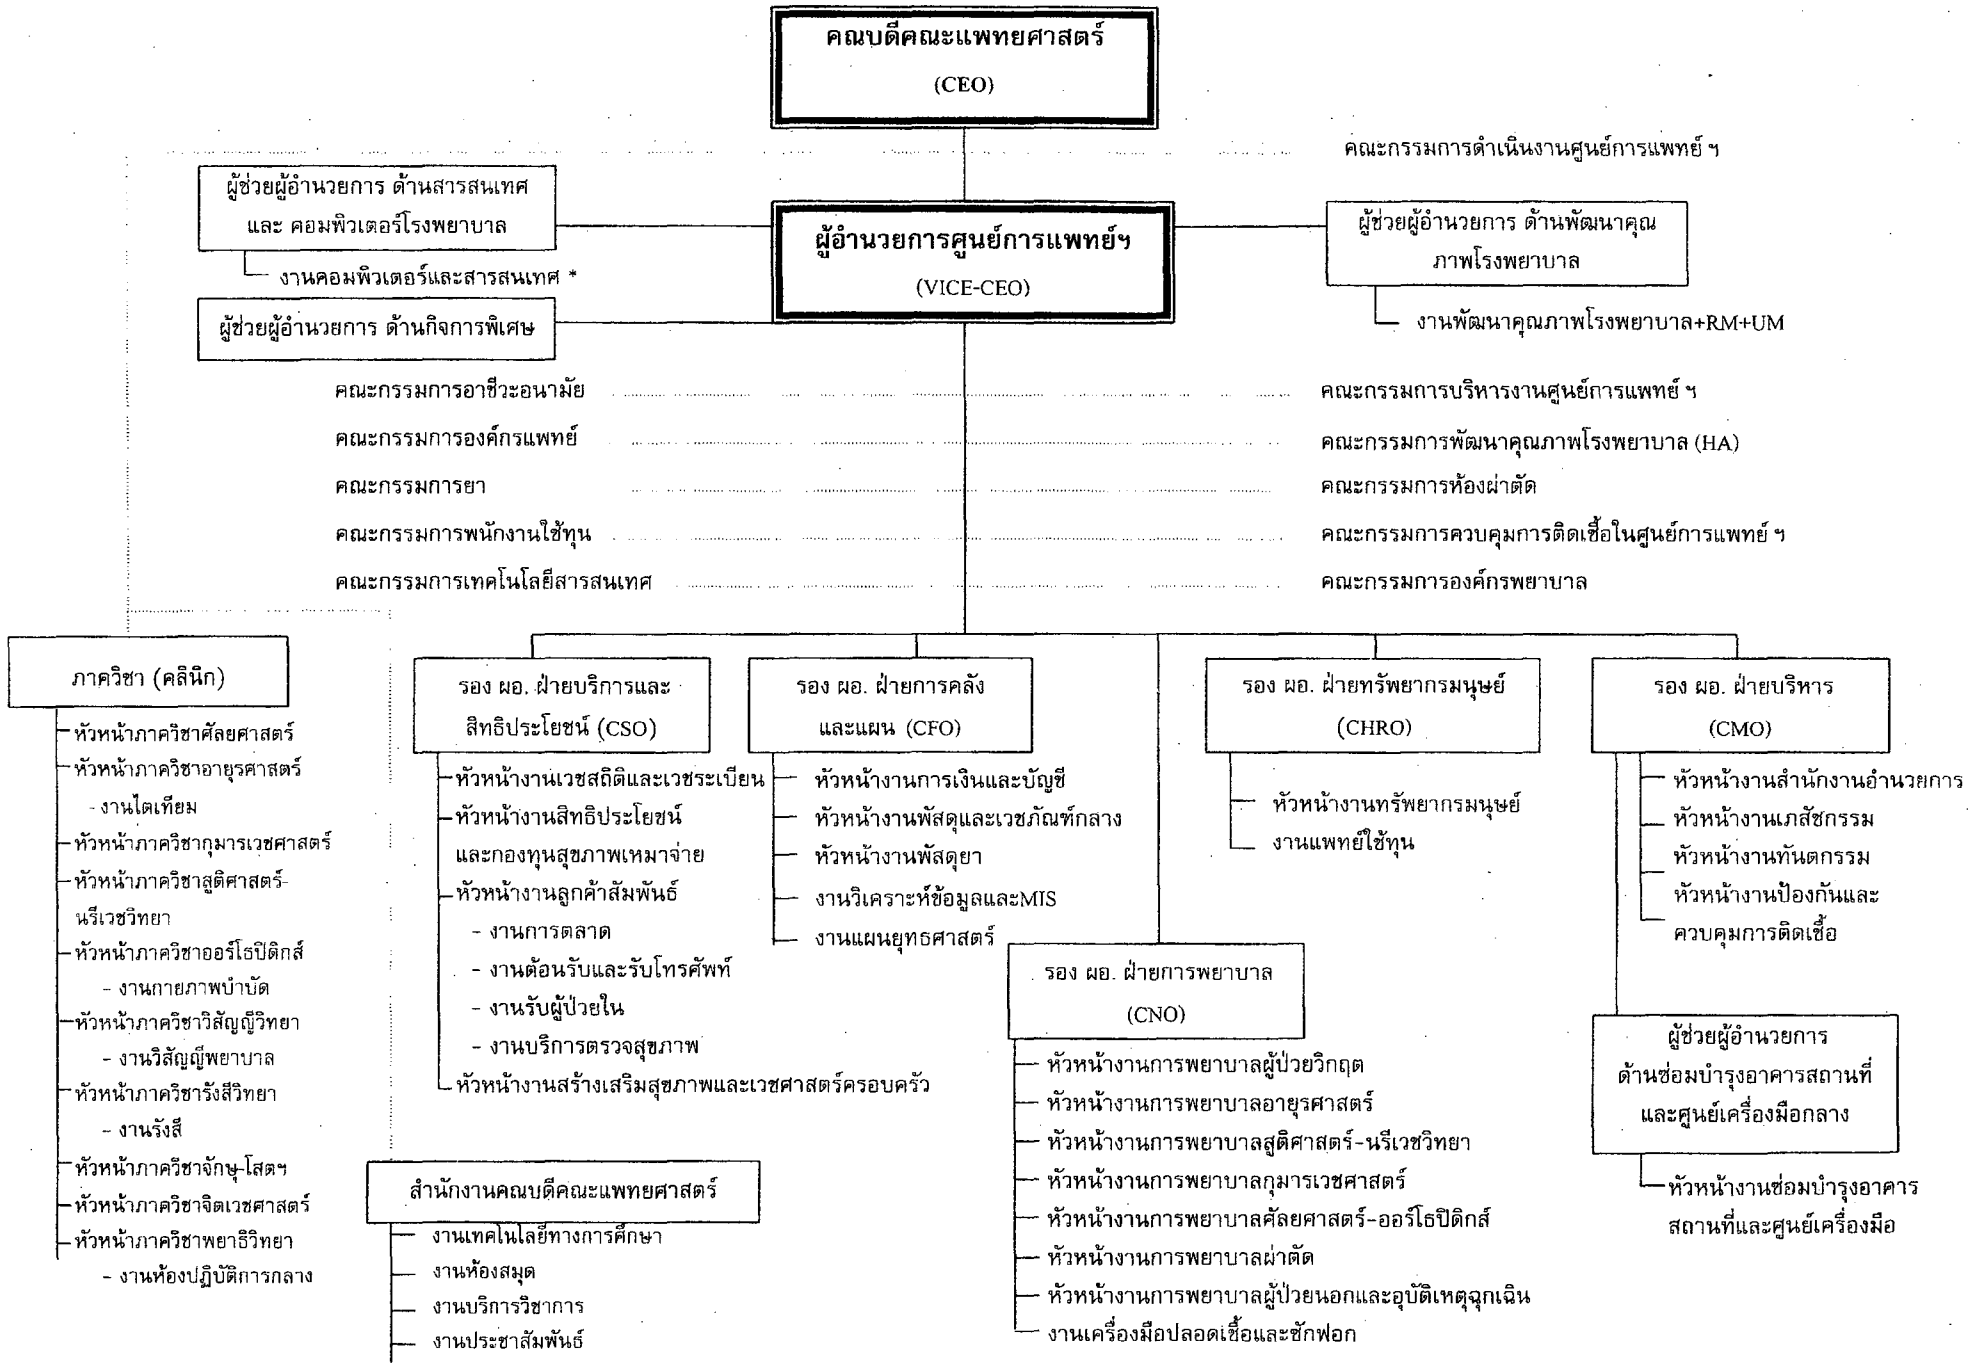 คณบดีคณะแพทยศาสตร์
(CEO)
คณะกรรมการดำเนินงานศูนย์การแพทย์ ฯ
ผู้ช่วยผู้อำนวยการ ด้านสารสนเทศ
และ คอมพิวเตอร์โรงพยาบาล
งานคอมพิวเตอร์และสารสนเทศ *
ผู้ช่วยผู้อำนวยการ ด้านกิจการพิเศษ
ผู้อำนวยการศูนย์การแพทย์ฯ
(VICE-CEO)
ผู้ช่วยผู้อำนวยการ ด้านพัฒนาคุณ
ภาพโรงพยาบาล
งานพัฒนาคุณภาพโรงพยาบาล+RM+UM
คณะกรรมการอาชีวะอนามัย
คณะกรรมการบริหารงานศูนย์การแพทย์ ฯ
คณะกรรมการองค์กรแพทย์
คณะกรรมการพัฒนาคุณภาพโรงพยาบาล (HA)
คณะกรรมการยา
คณะกรรมการห้องผ่าตัด
คณะกรรมการพนักงานใช้ทุน
คณะกรรมการควบคุมการติดเชื้อในศูนย์การแพทย์ ฯ
คณะกรรมการเทคโนโลยีสารสนเทศ
คณะกรรมการองค์กรพยาบาล
ภาควิชา (คลินิก)
หัวหน้าภาควิชาศัลยศาสตร์
หัวหน้าภาควิชาอายุรศาสตร์
- งานไตเทียม
หัวหน้าภาควิชากุมารเวชศาสตร์
หัวหน้าภาควิชาสูติศาสตร์-
นรีเวชวิทยา
หัวหน้าภาควิชาออร์โธปิดิกส์
- งานกายภาพบำบัด
หัวหน้าภาควิชาวิสัญญีวิทยา
- งานวิสัญญีพยาบาล
หัวหน้าภาควิชารังสีวิทยา
- งานรังสี
หัวหน้าภาควิชาจักษุ-โสตฯ
หัวหน้าภาควิชาจิตเวชศาสตร์
หัวหน้าภาควิชาพยาธิวิทยา
- งานห้องปฏิบัติการกลาง
รอง ผอ. ฝ่ายบริการและ
สิทธิประโยชน์ (CSO)
หัวหน้างานเวชสถิติและเวชระเบียน
หัวหน้างานสิทธิประโยชน์
และกองทุนสุขภาพเหมาจ่าย
หัวหน้างานลูกค้าสัมพันธ์
- งานการตลาด
- งานต้อนรับและรับโทรศัพท์
- งานรับผู้ป่วยใน
- งานบริการตรวจสุขภาพ
หัวหน้างานสร้างเสริมสุขภาพและเวชศาสตร์ครอบครัว
สำนักงานคณบดีคณะแพทยศาสตร์
งานเทคโนโลยีทางการศึกษา
งานห้องสมุด
งานบริการวิชาการ
งานประชาสัมพันธ์
รอง ผอ. ฝ่ายการคลัง
และแผน (CFO)
หัวหน้างานการเงินและบัญชี
หัวหน้างานพัสดุและเวชภัณฑ์กลาง
หัวหน้างานพัสดุยา
งานวิเคราะห์ข้อมูลและMIS
งานแผนยุทธศาสตร์
รอง ผอ. ฝ่ายการพยาบาล
(CNO)
หัวหน้างานการพยาบาลผู้ป่วยวิกฤต
หัวหน้างานการพยาบาลอายุรศาสตร์
หัวหน้างานการพยาบาลสูติศาสตร์-นรีเวชวิทยา
หัวหน้างานการพยาบาลกุมารเวชศาสตร์
หัวหน้างานการพยาบาลศัลยศาสตร์-ออร์โธปิดิกส์
หัวหน้างานการพยาบาลผ่าตัด
หัวหน้างานการพยาบาลผู้ป่วยนอกและอุบัติเหตุฉุกเฉิน
งานเครื่องมือปลอดเชื้อและซักฟอก
รอง ผอ. ฝ่ายทรัพยากรมนุษย์
(CHRO)
หัวหน้างานทรัพยากรมนุษย์
งานแพทย์ใช้ทุน
รอง ผอ. ฝ่ายบริหาร
(CMO)
หัวหน้างานสำนักงานอำนวยการ
หัวหน้างานเภสัชกรรม
หัวหน้างานทันตกรรม
หัวหน้างานป้องกันและ
ควบคุมการติดเชื้อ
ผู้ช่วยผู้อำนวยการ
ด้านซ่อมบำรุงอาคารสถานที่
และศูนย์เครื่องมือกลาง
หัวหน้างานซ่อมบำรุงอาคาร
สถานที่และศูนย์เครื่องมือ